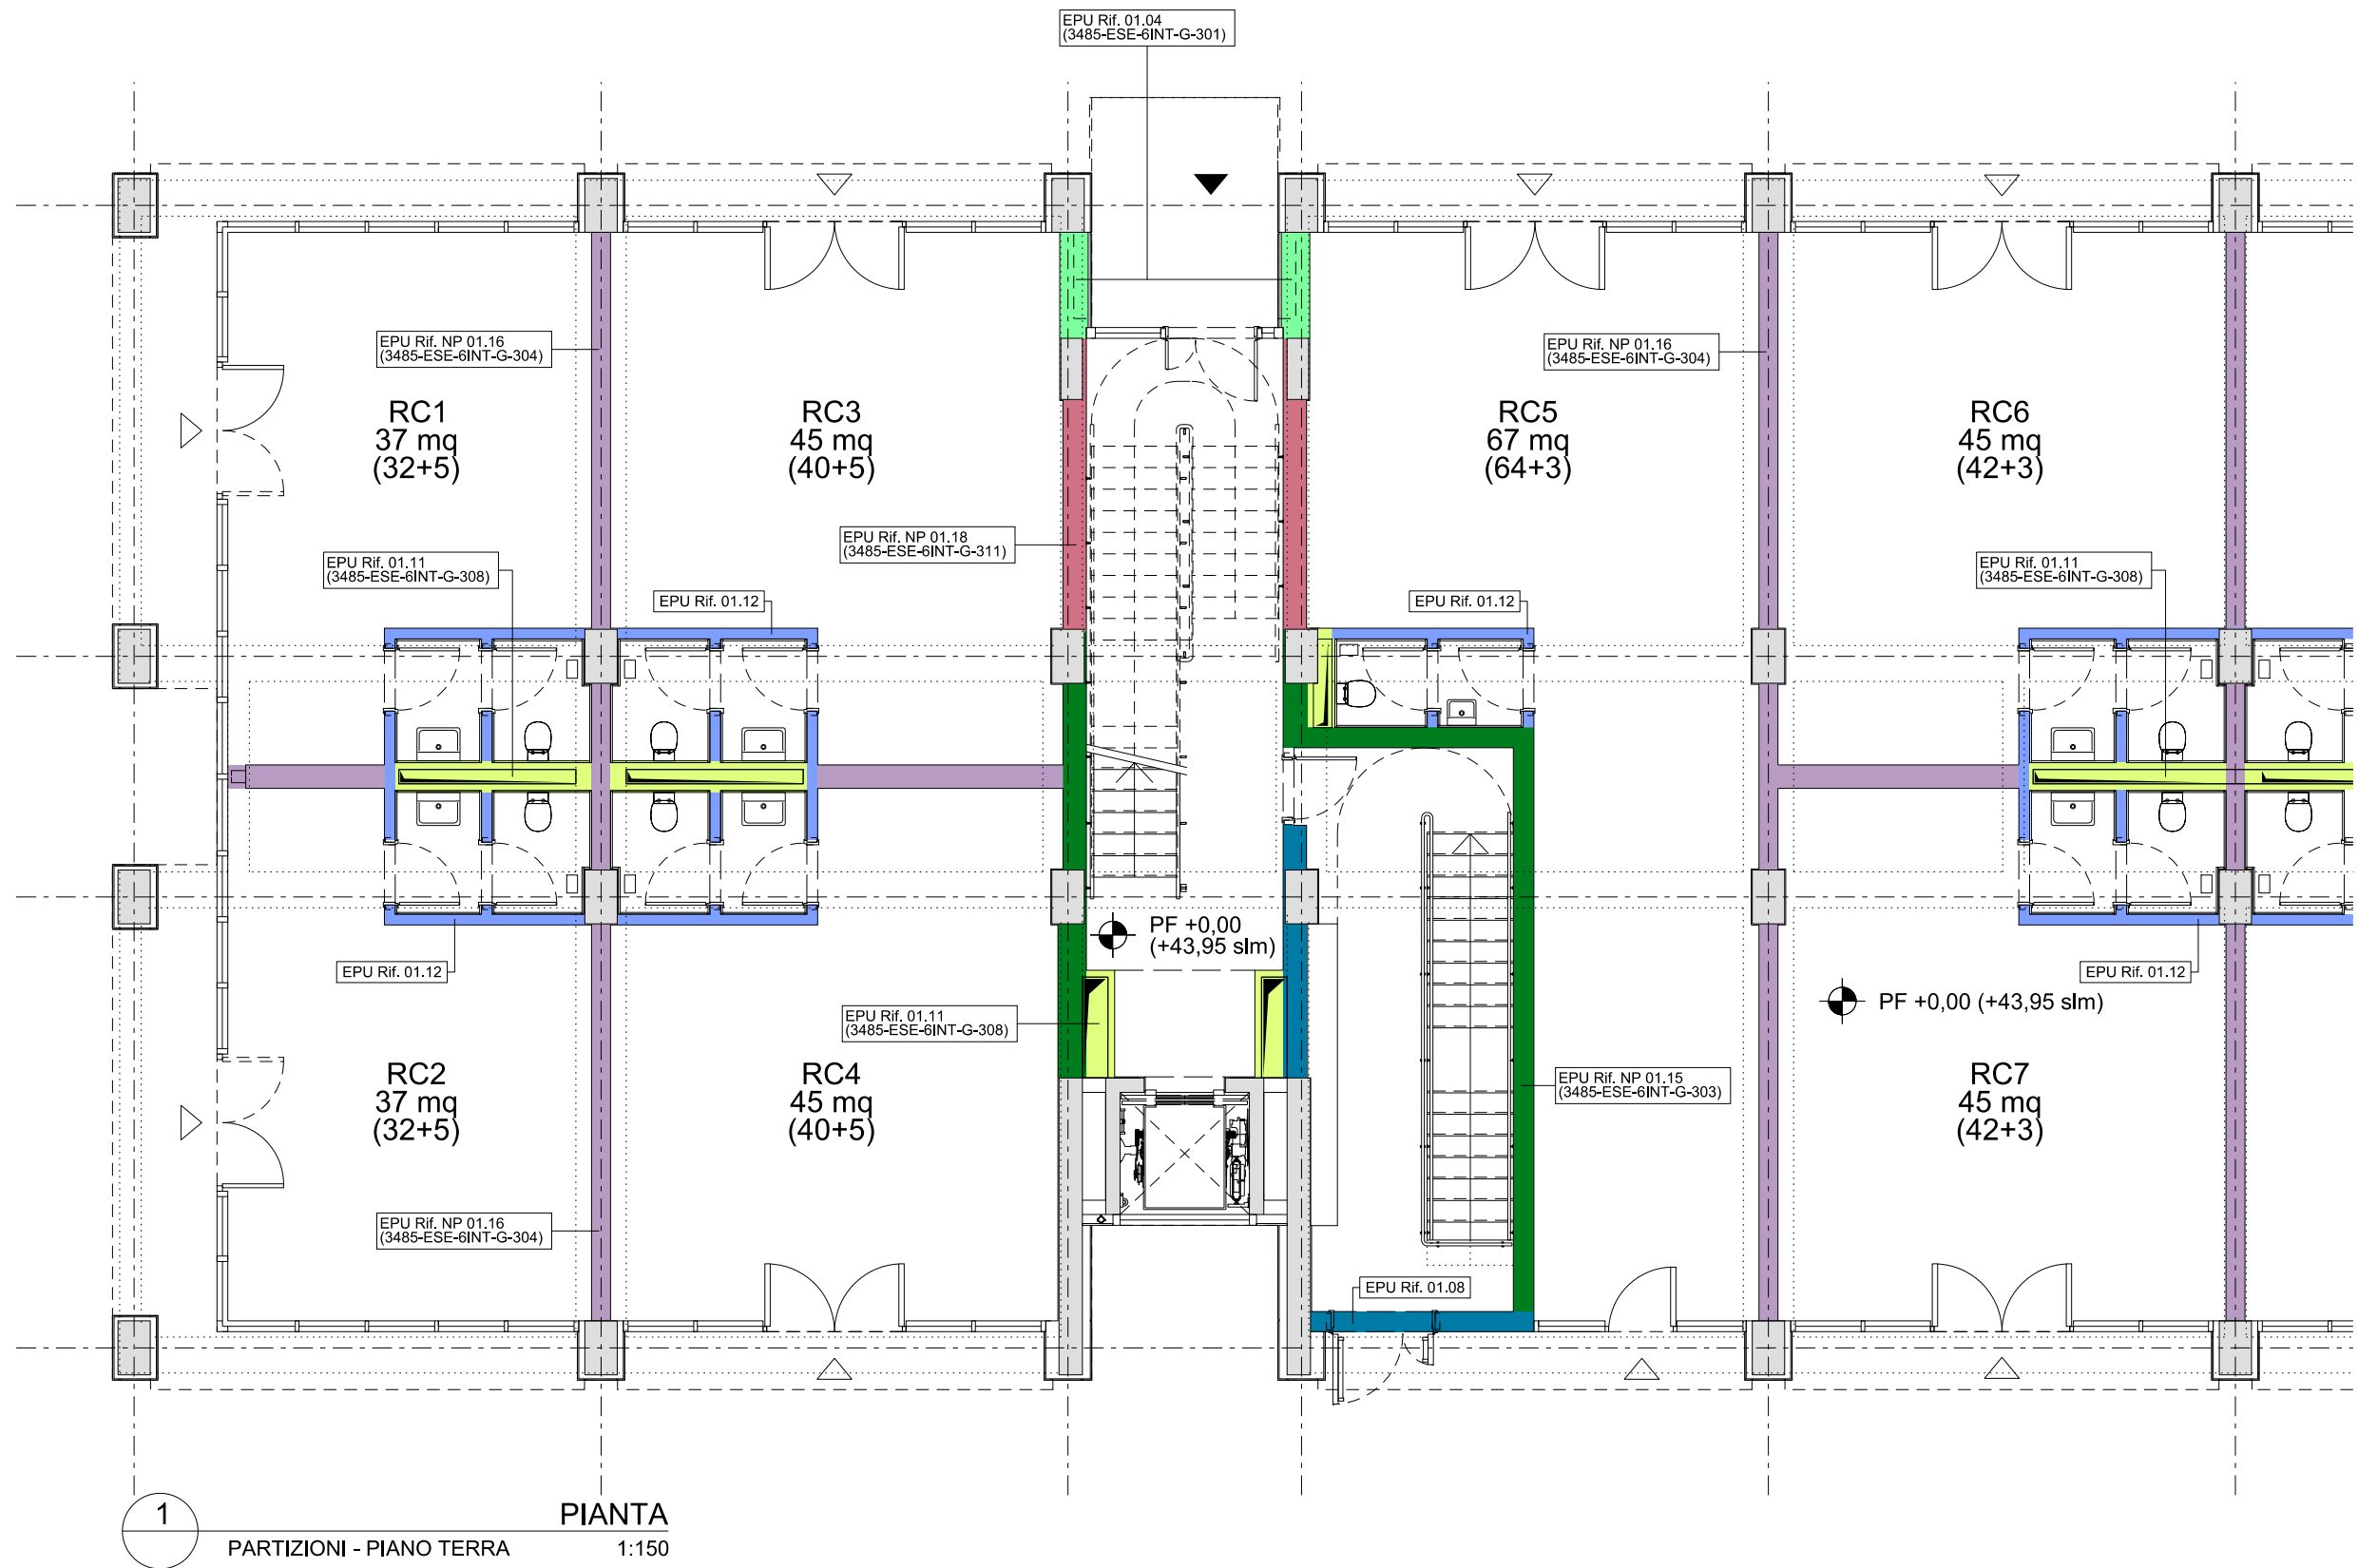 EPU Rif. 01.04
(3485-ESE-6INT-G-301)
EPU Rif. NP 01.16
(3485-ESE-6INT-G-304)
EPU Rif. NP 01.16
(3485-ESE-6INT-G-304)
RC1
37 mq
(32+5)
RC3
45 mq
(40+5)
RC5
67 mq
(64+3)
RC6
45 mq
(42+3)
EPU Rif. NP 01.18
(3485-ESE-6INT-G-311)
EPU Rif. 01.11
(3485-ESE-6INT-G-308)
EPU Rif. 01.11
(3485-ESE-6INT-G-308)
EPU Rif. 01.12
EPU Rif. 01.12
PF +0,00
(+43,95 slm)
EPU Rif. 01.12
EPU Rif. 01.12
PF +0,00 (+43,95 slm)
EPU Rif. 01.11
(3485-ESE-6INT-G-308)
RC2
37 mq
(32+5)
RC4
45 mq
(40+5)
EPU Rif. NP 01.15
(3485-ESE-6INT-G-303)
RC7
45 mq
(42+3)
EPU Rif. NP 01.16
(3485-ESE-6INT-G-304)
EPU Rif. 01.08
1
PIANTA
PARTIZIONI - PIANO TERRA
1:150